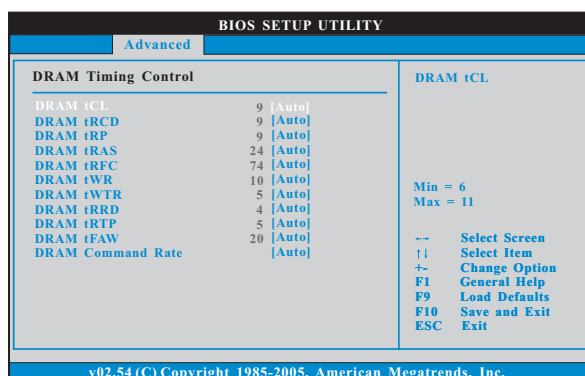 BIOS SETUP UTILITY
Advanced
DRAM Timing Control
DRAM tCL 9 [Auto]
DRAM tRCD 9 [Auto]
DRAM tRP 9 [Auto]
DRAM tRAS 24 [Auto]
DRAM tRFC 74 [Auto]
DRAM tWR 10 [Auto]
DRAM tWTR 5 [Auto]
DRAM tRRD 4 [Auto]
DRAM tRTP 5 [Auto]
DRAM tFAW 20 [Auto]
DRAM Command Rate [Auto]
DRAM tCL
Min = 6
Max = 11
←→ Select Screen
↑↓ Select Item
+- Change Option
F1 General Help
F9 Load Defaults
F10 Save and Exit
ESC Exit
v02.54 (C) Copyright 1985-2005, American Megatrends, Inc.